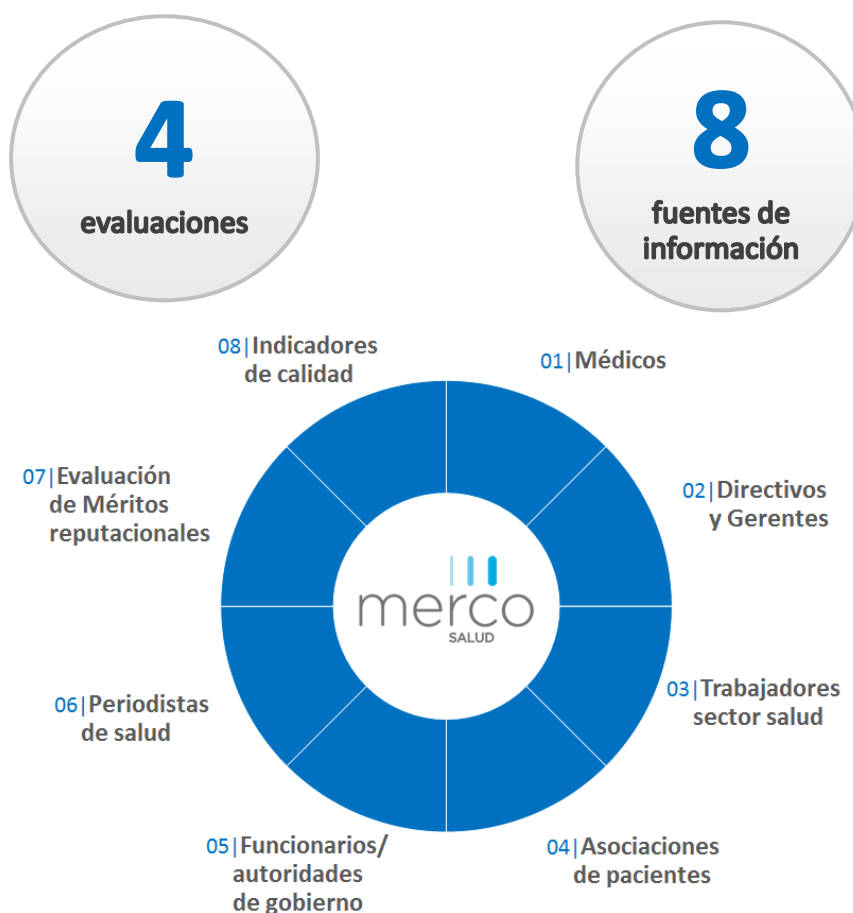 4
evaluaciones
8
fuentes de
información
08|Indicadores
de calidad
01|Médicos
07|Evaluación
de Méritos
reputacionales
02|Directivos
y Gerentes
merco
SALUD
06|Periodistas
de salud
03|Trabajadores
sector salud
05|Funcionarios/
autoridades
de gobierno
04|Asociaciones
de pacientes